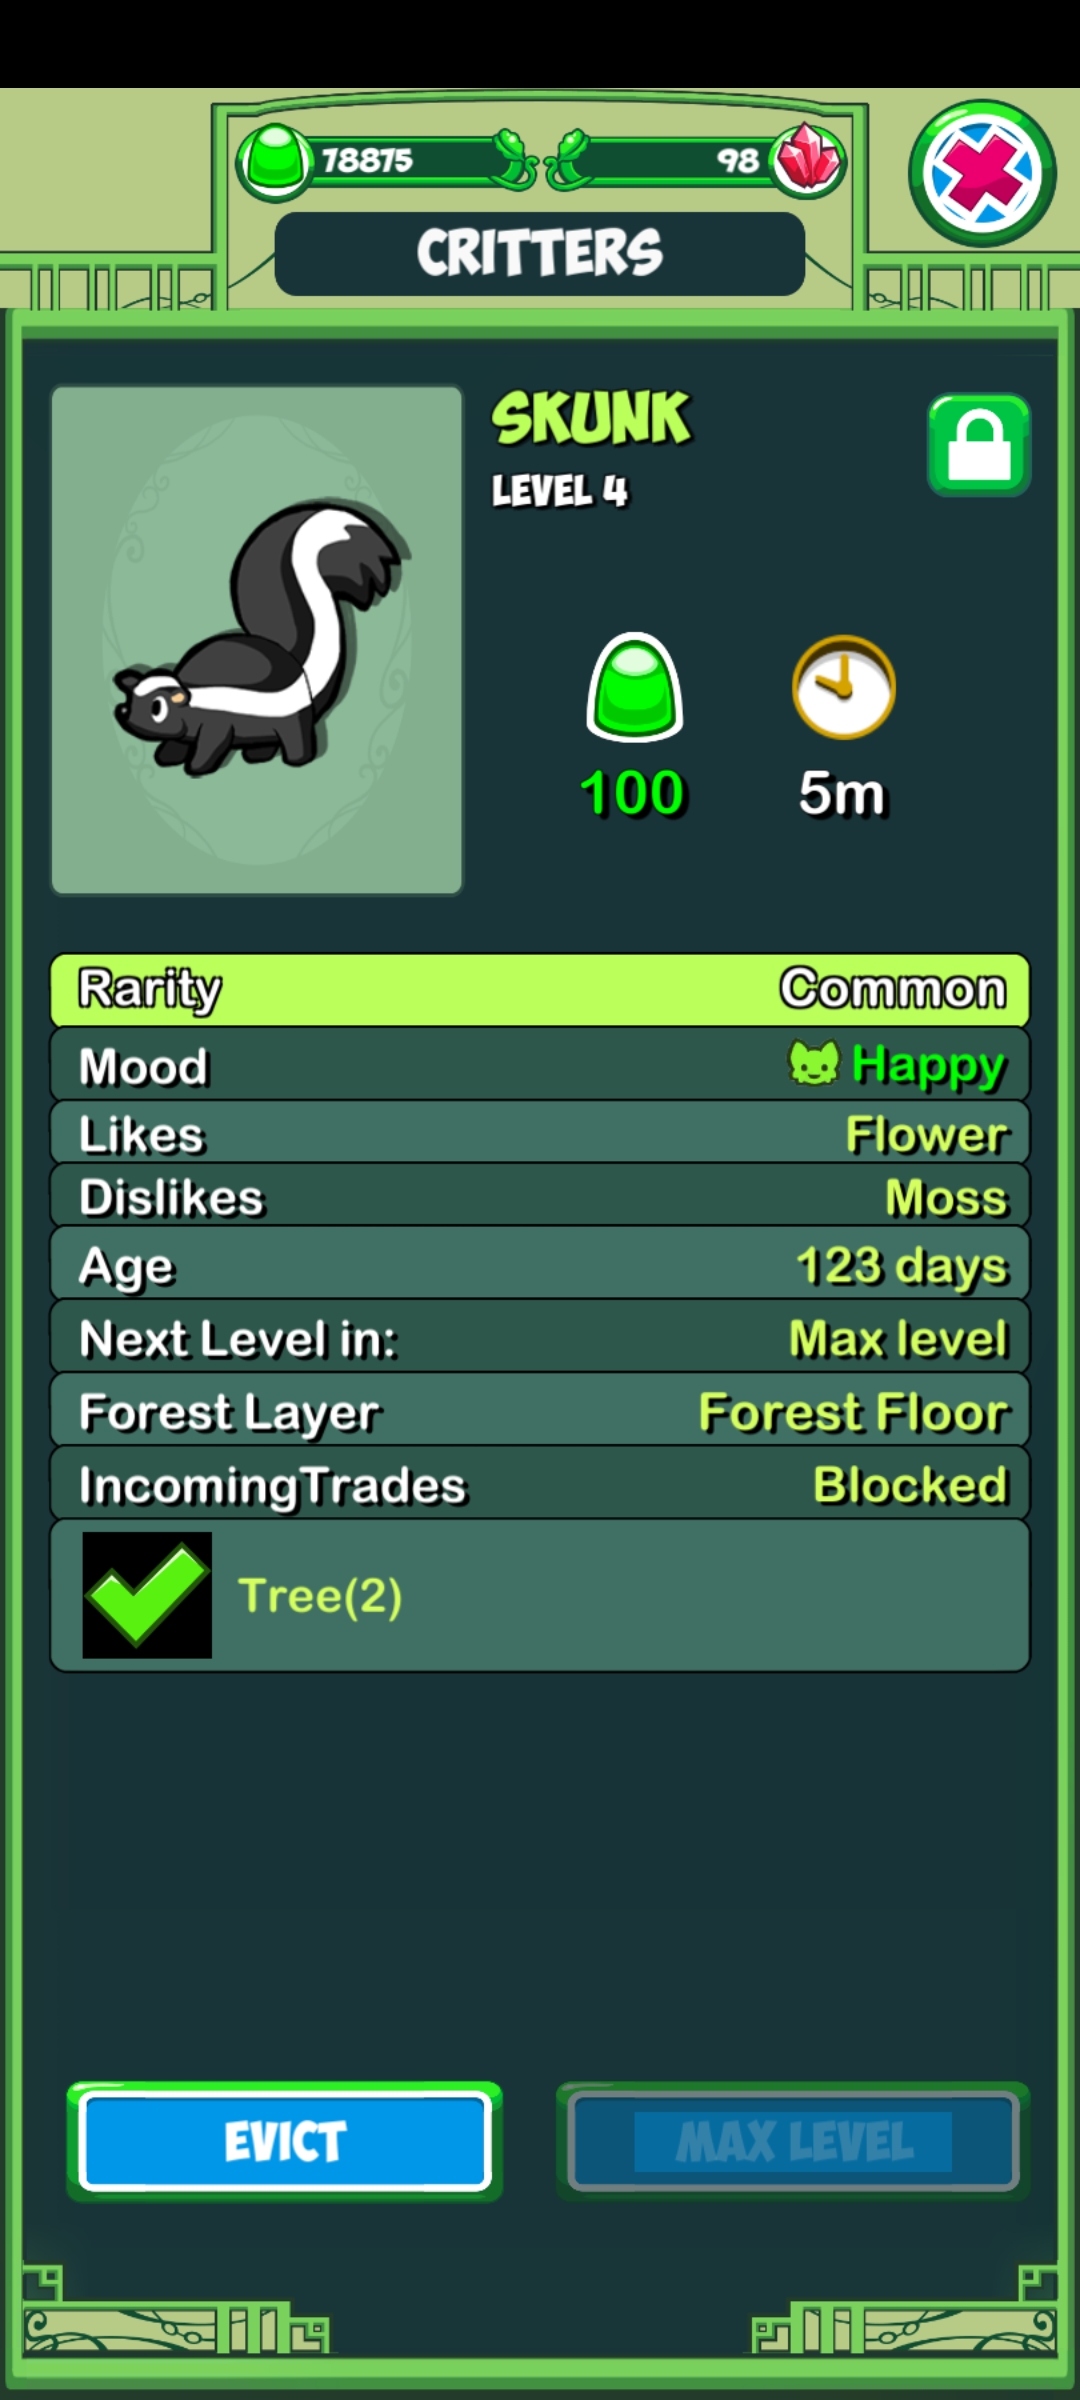 78875
98
CRITTERS
SKUNK
LEVEL 4
100
5m
Rarity Common
Mood Happy
Likes Flower
Dislikes Moss
Age 123 days
Next Level in: Max level
Forest Layer Forest Floor
IncomingTrades Blocked
Tree(2)
EVICT
MAX LEVEL